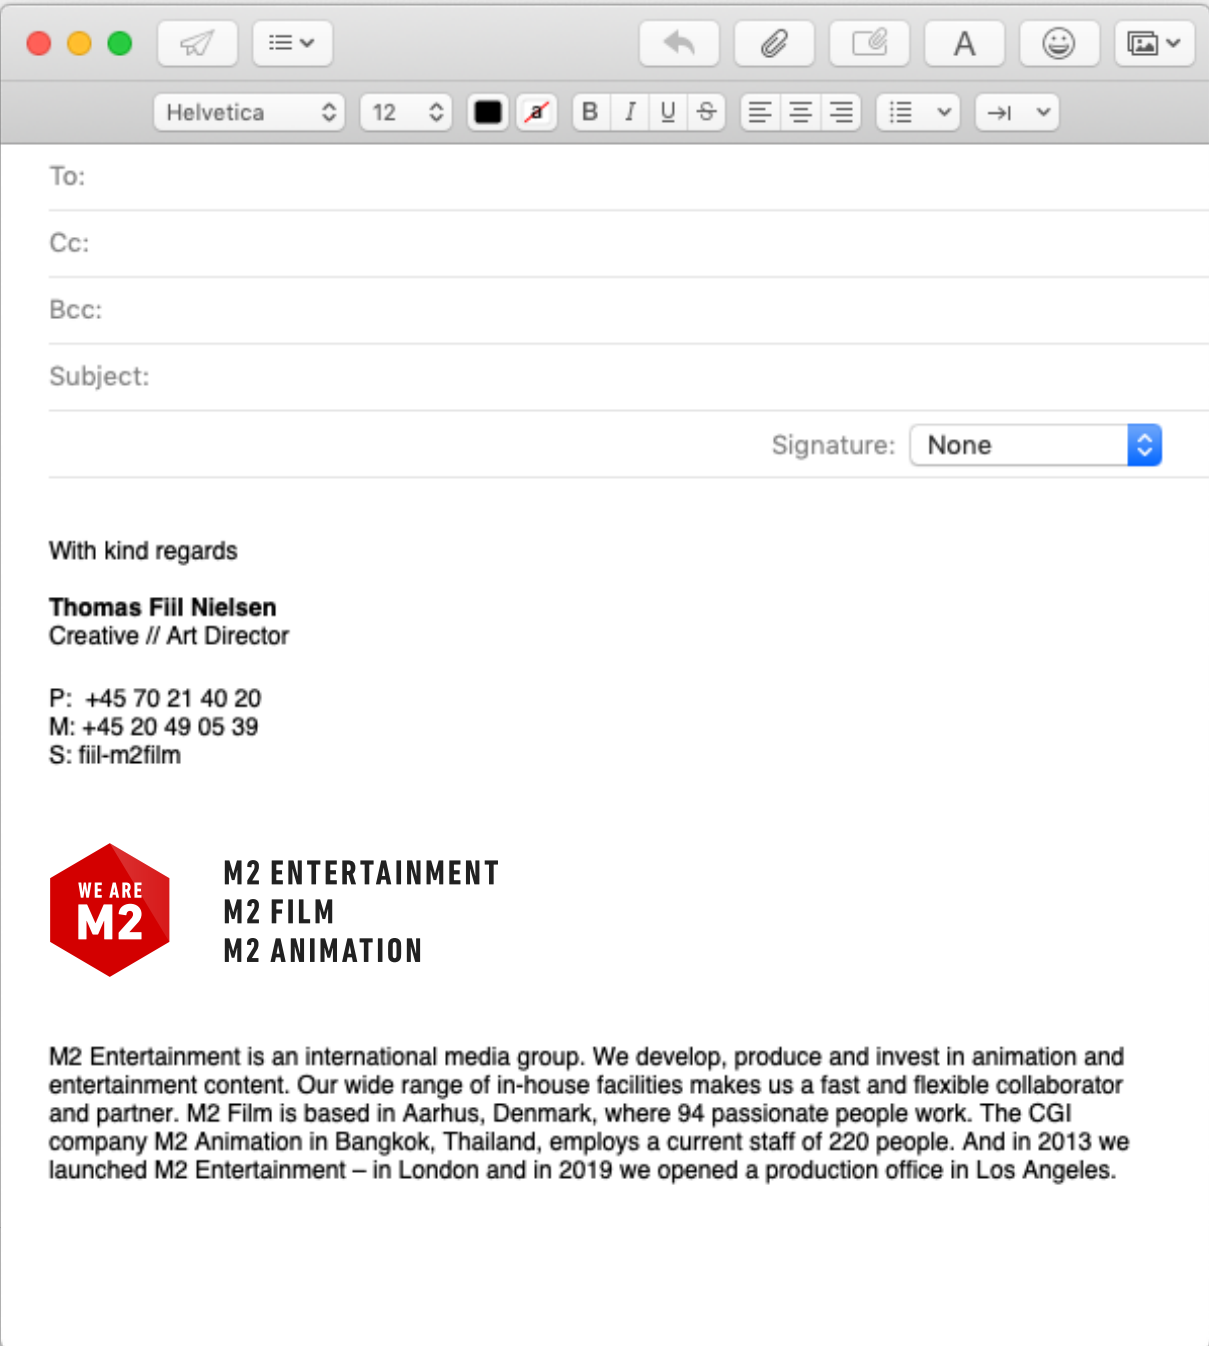 Helvetica 12 a B I U S
A
To:
Cc:
Bcc:
Subject:
Signature: None
With kind regards
Thomas Fiil Nielsen
Creative // Art Director
P:  +45 70 21 40 20
M: +45 20 49 05 39
S: fiil-m2film
WE ARE
M2
M2 ENTERTAINMENT
M2 FILM
M2 ANIMATION
M2 Entertainment is an international media group. We develop, produce and invest in animation and
entertainment content. Our wide range of in-house facilities makes us a fast and flexible collaborator
and partner. M2 Film is based in Aarhus, Denmark, where 94 passionate people work. The CGI
company M2 Animation in Bangkok, Thailand, employs a current staff of 220 people. And in 2013 we
launched M2 Entertainment – in London and in 2019 we opened a production office in Los Angeles.